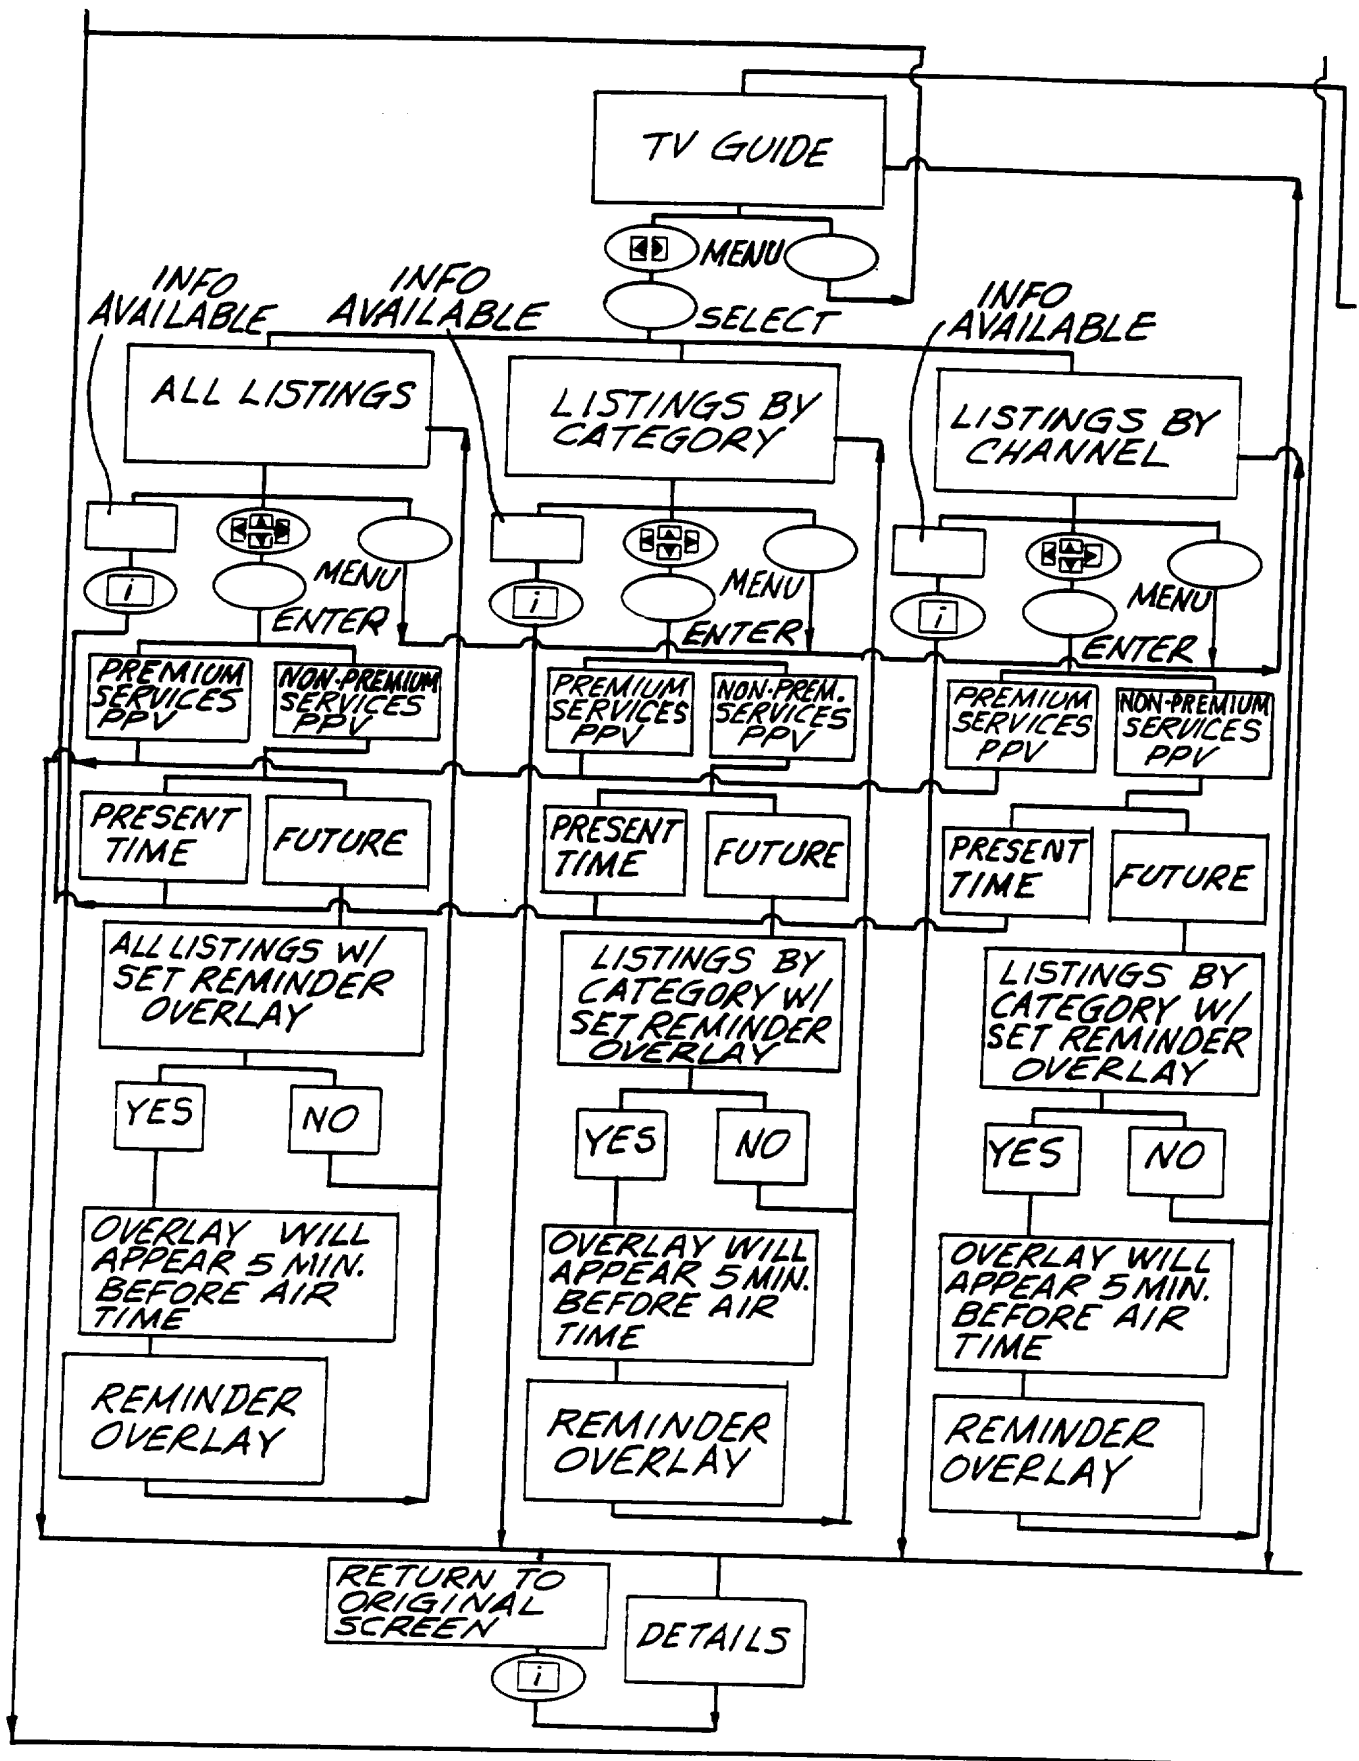 TV GUIDE
MENU
SELECT
INFO
AVAILABLE
INFO
AVAILABLE
INFO
AVAILABLE
ALL LISTINGS
LISTINGS BY
CATEGORY
LISTINGS BY
CHANNEL
i
MENU
ENTER
i
MENU
ENTER
i
MENU
ENTER
PREMIUM
SERVICES
PPV
NON-PREMIUM
SERVICES
PPV
PREMIUM
SERVICES
PPV
NON-PREM.
SERVICES
PPV
PREMIUM
SERVICES
PPV
NON-PREMIUM
SERVICES
PPV
PRESENT
TIME
FUTURE
PRESENT
TIME
FUTURE
PRESENT
TIME
FUTURE
ALL LISTINGS W/
SET REMINDER
OVERLAY
LISTINGS BY
CATEGORY W/
SET REMINDER
OVERLAY
LISTINGS BY
CATEGORY W/
SET REMINDER
OVERLAY
YES
NO
YES
NO
YES
NO
OVERLAY WILL
APPEAR 5 MIN.
BEFORE AIR
TIME
OVERLAY WILL
APPEAR 5 MIN.
BEFORE AIR
TIME
OVERLAY WILL
APPEAR 5 MIN.
BEFORE AIR
TIME
REMINDER
OVERLAY
REMINDER
OVERLAY
REMINDER
OVERLAY
RETURN TO
ORIGINAL
SCREEN
DETAILS
i